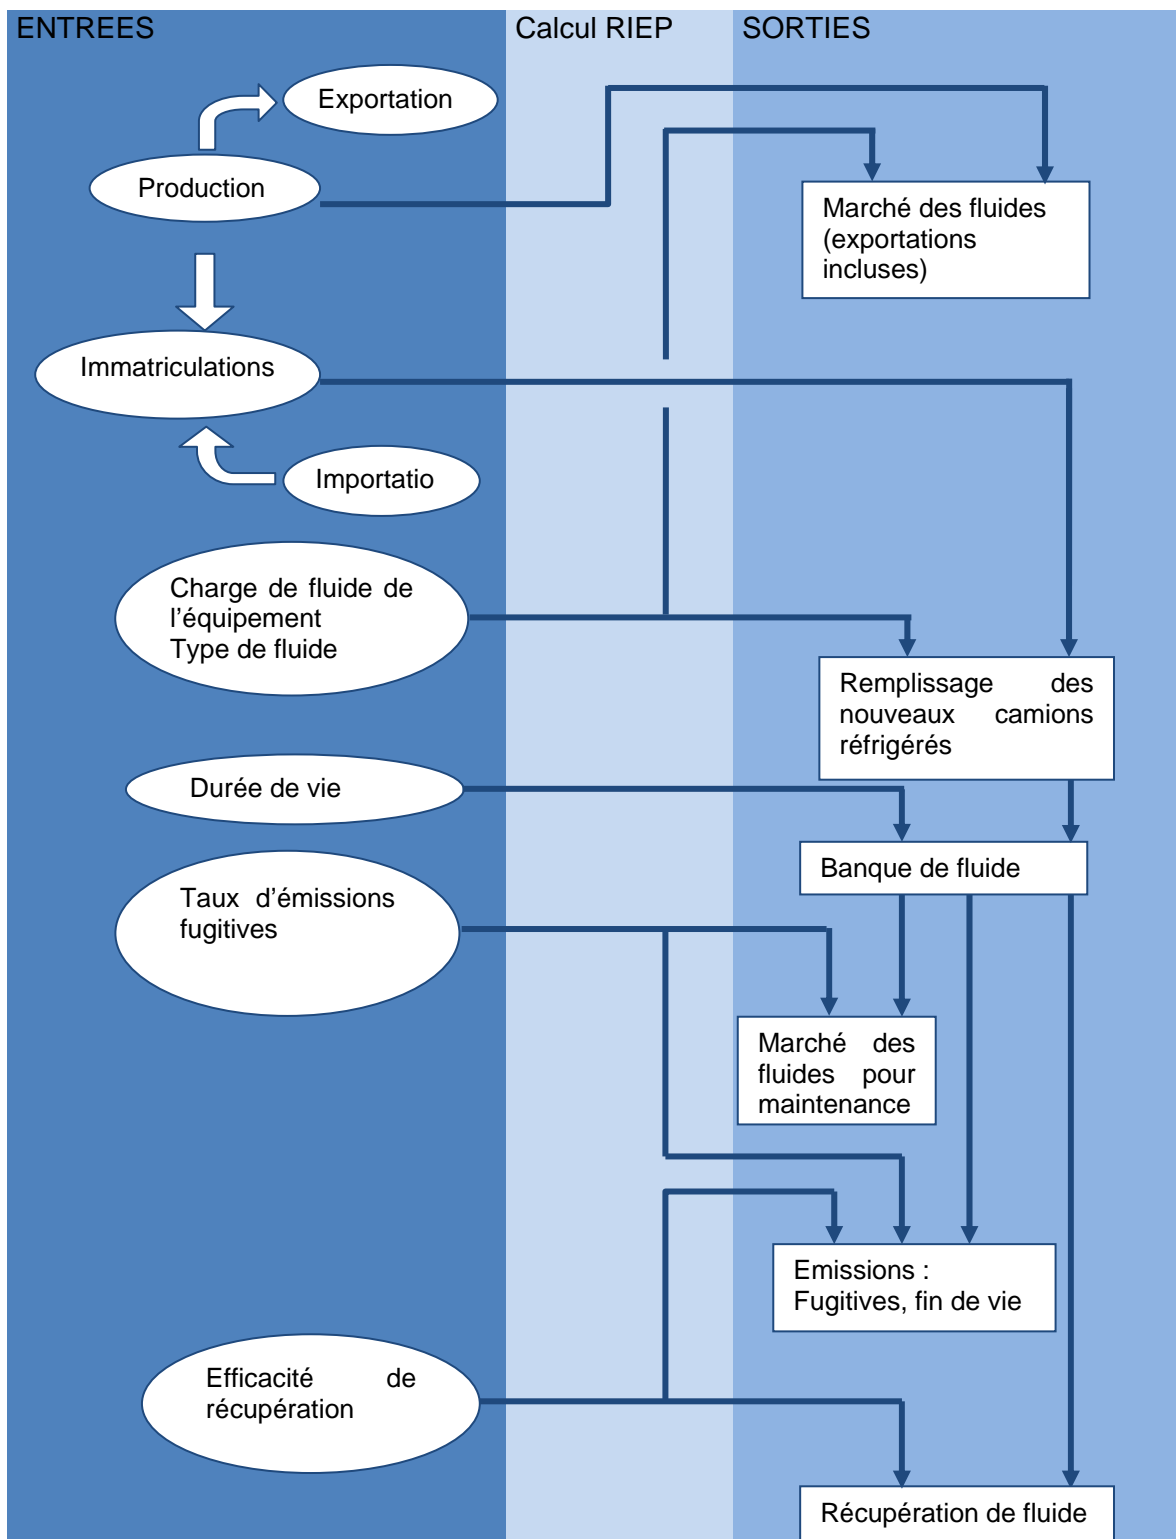 ENTREES
Calcul RIEP
SORTIES
Exportation
Production
Marché des fluides
(exportations
incluses)
Immatriculations
Importatio
Charge de fluide de
l'équipement
Type de fluide
Remplissage des
nouveaux camions
réfrigérés
Durée de vie
Banque de fluide
Taux d'émissions
fugitives
Marché des
fluides pour
maintenance
Emissions :
Fugitives, fin de vie
Efficacité de
récupération
Récupération de fluide